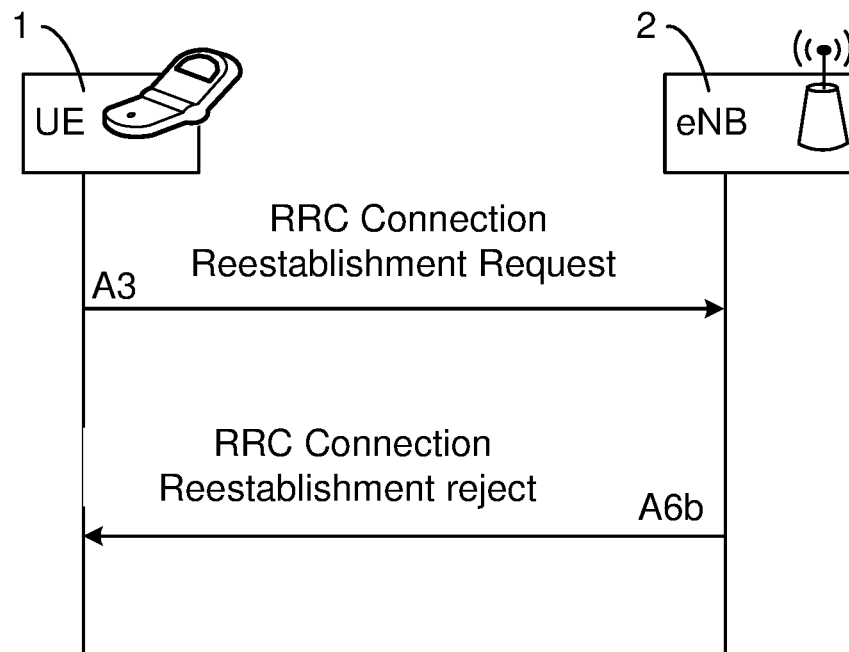 1
2
UE
eNB
RRC Connection
Reestablishment Request
A3
RRC Connection
Reestablishment reject
A6b